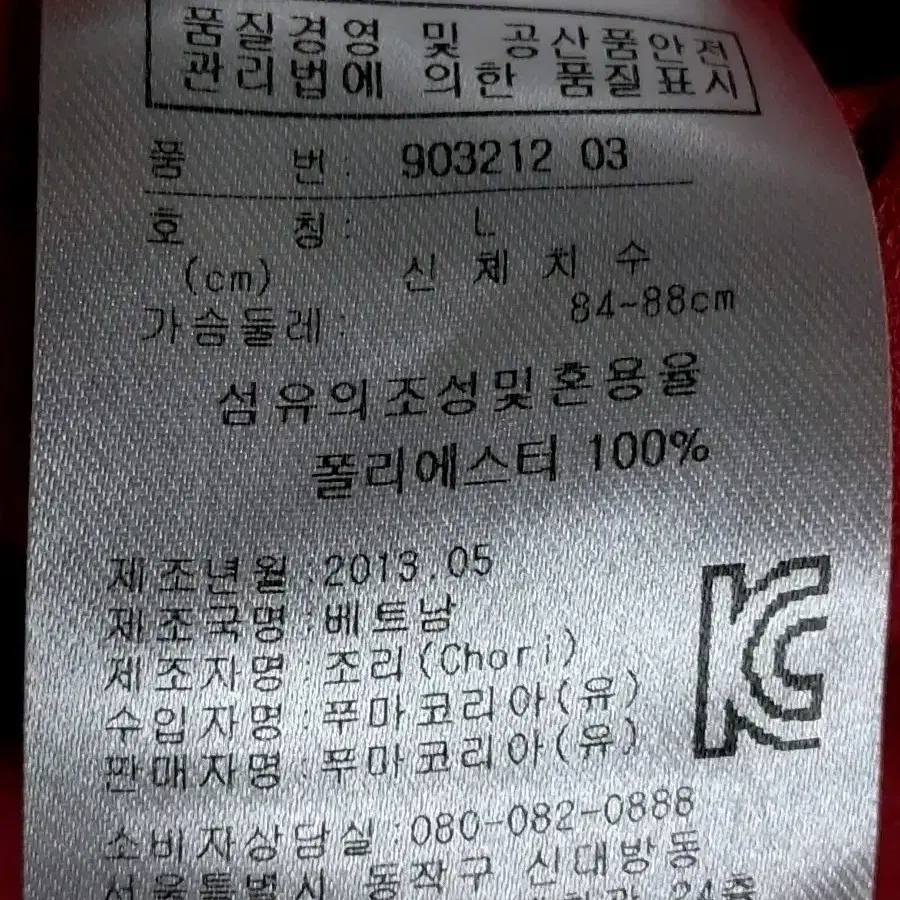 품질경영 및 공산품안전
관리법에 의한 품질표시
품 번: 903212 03
호 칭: L
(cm) 신체치수
가슴둘레: 84~88cm
섬유의조성및혼용율
폴리에스터 100%
제조년월:2013.05
제조국명:베트남
제조자명:조리(Chori)
수입자명:푸마코리아(유)
판매자명:푸마코리아(유)
KC
소비자상담실:080-082-0888
서울특별시 동작구 신대방동
24층